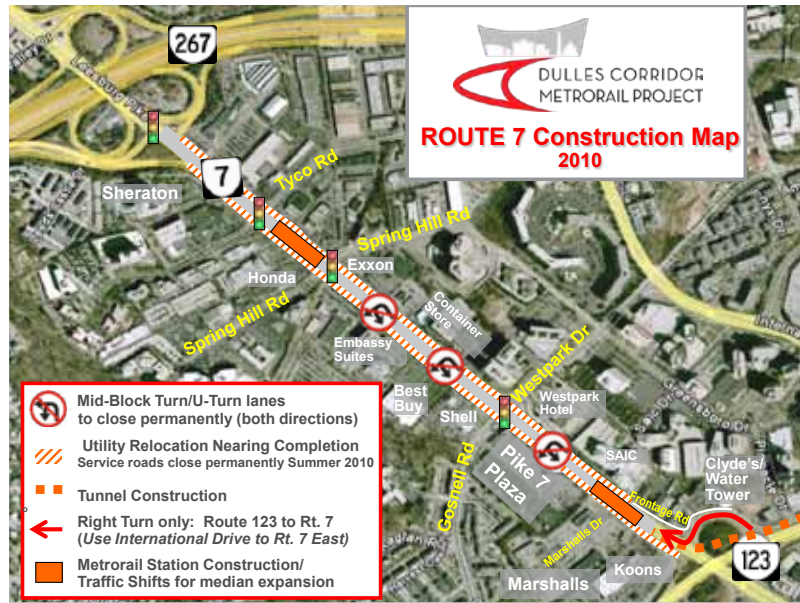 267
DULLES CORRIDOR
METRORAIL PROJECT
ROUTE 7 Construction Map
2010
7
Tyco Rd
Sheraton
Spring Hill Rd
Exxon
Honda
Spring Hill Rd
Container
Store
Embassy
Suites
Westpark Dr
Best
Buy
Shell
Westpark
Hotel
Greensboro Dr
Gosnell Rd
Pike 7
Plaza
SAIC
Clyde's/
Water
Tower
Frontage Rd
Marshalls Dr
Koons
Marshalls
123
Mid-Block Turn/U-Turn lanes
to close permanently (both directions)
Utility Relocation Nearing Completion
Service roads close permanently Summer 2010
Tunnel Construction
Right Turn only: Route 123 to Rt. 7
(Use International Drive to Rt. 7 East)
Metrorail Station Construction/
Traffic Shifts for median expansion